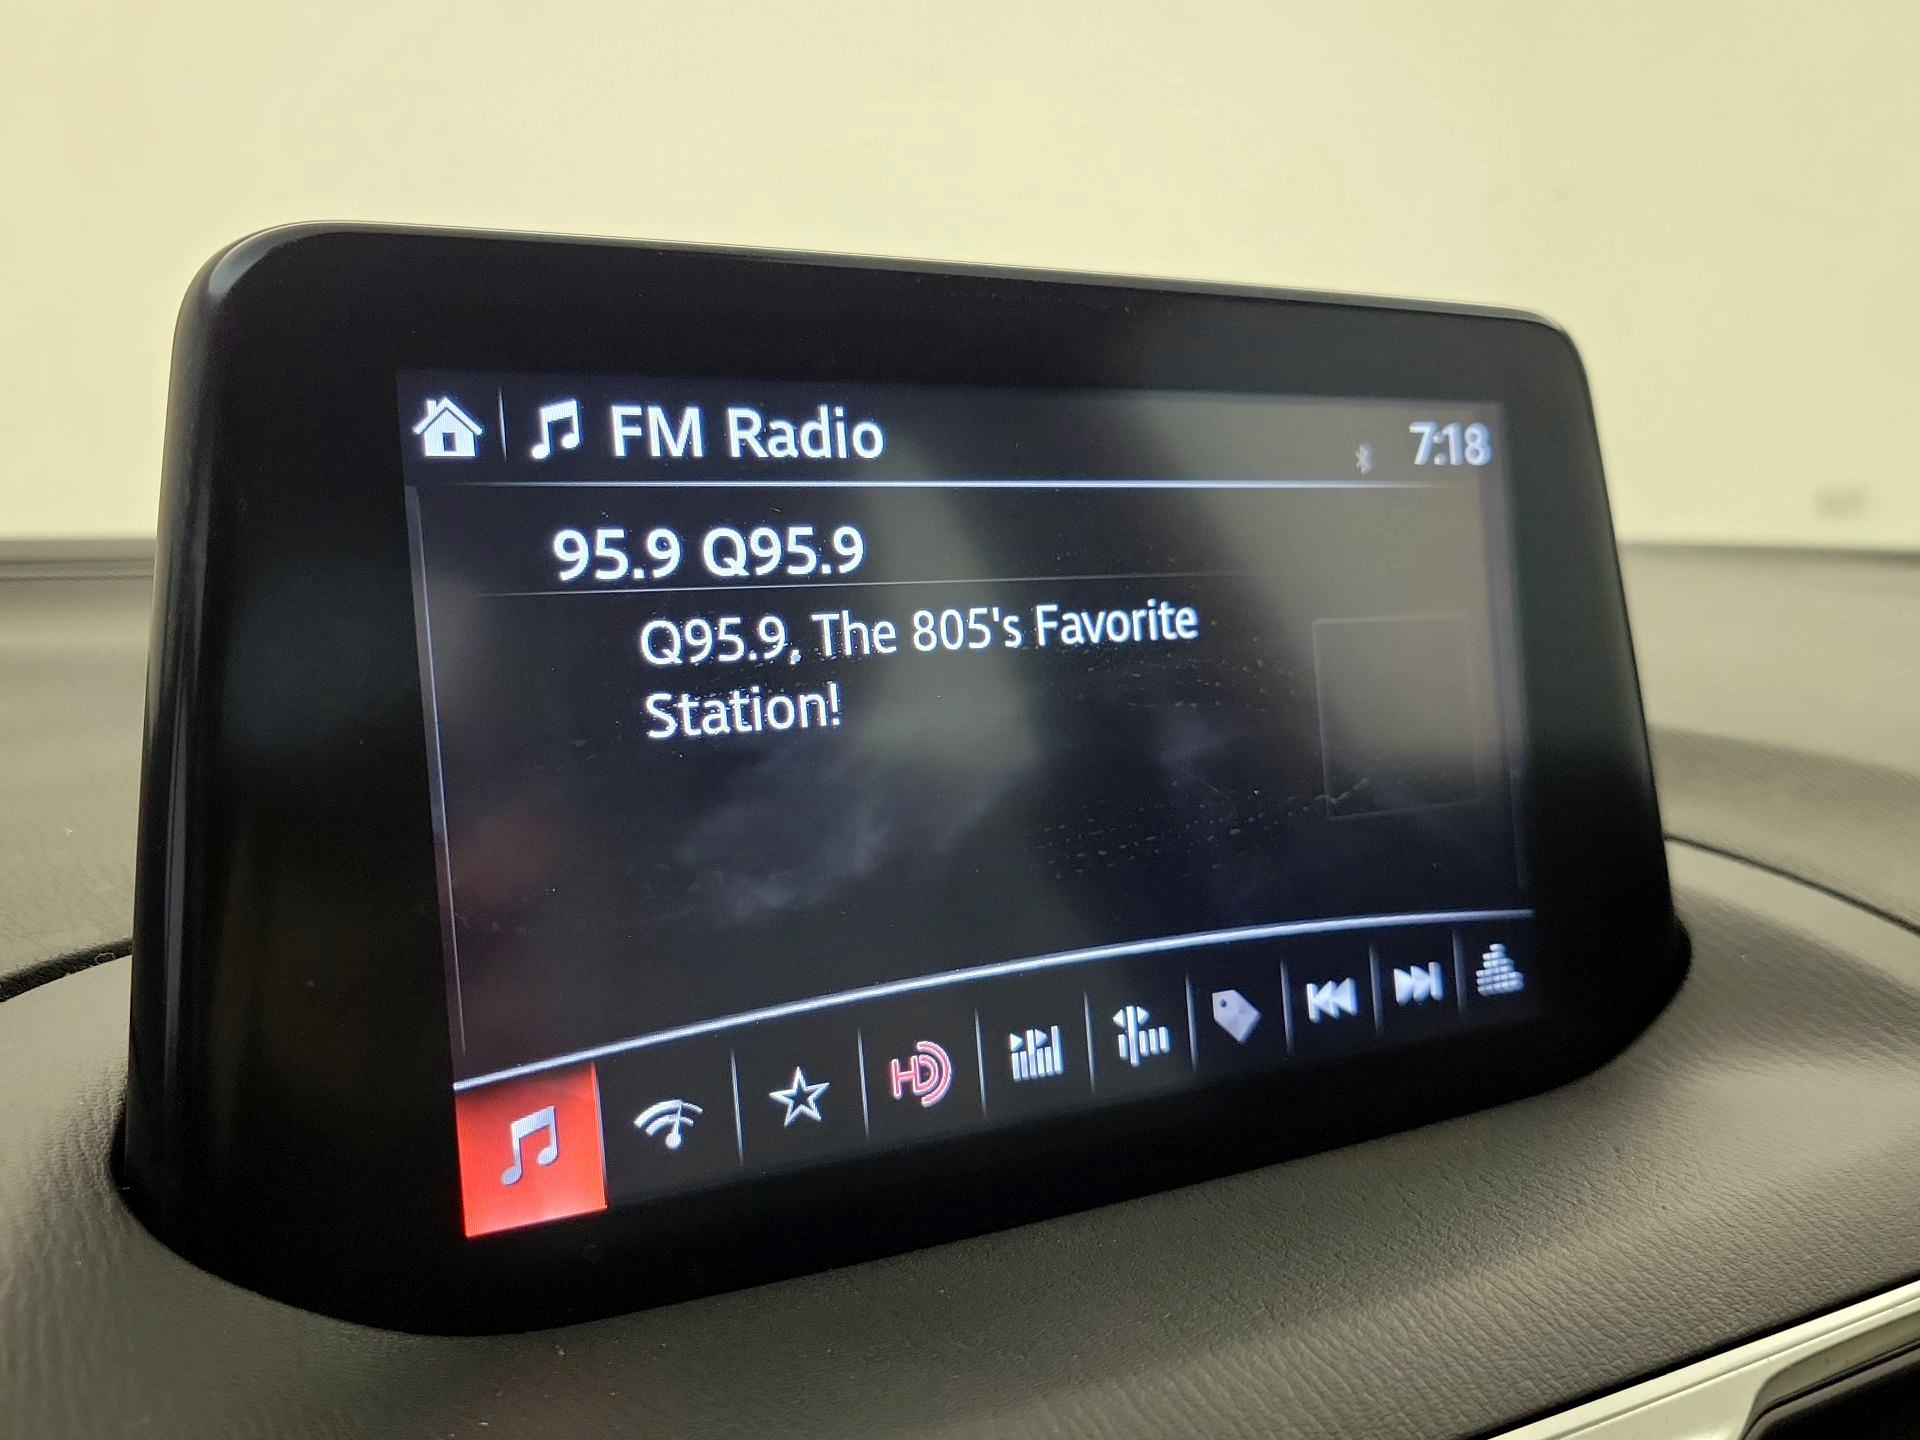 FM Radio
7:18
95.9 Q95.9
Q95.9, The 805's Favorite
Station!
HD